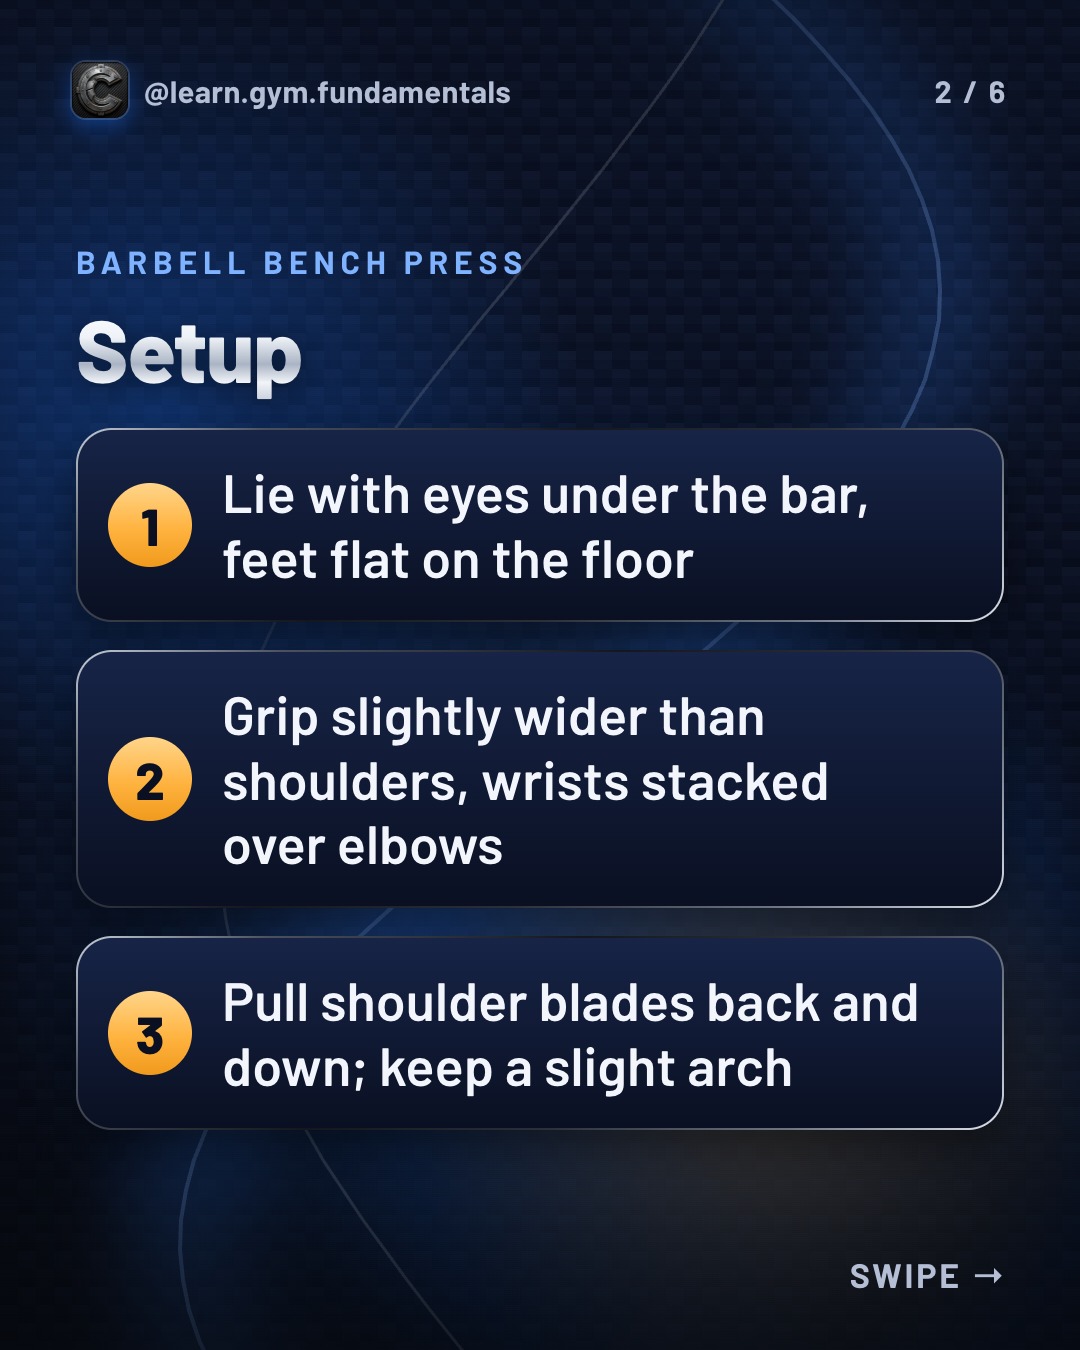 @learn.gym.fundamentals
2 / 6
BARBELL BENCH PRESS
Setup
1
Lie with eyes under the bar,
feet flat on the floor
2
Grip slightly wider than
shoulders, wrists stacked
over elbows
3
Pull shoulder blades back and
down; keep a slight arch
SWIPE →